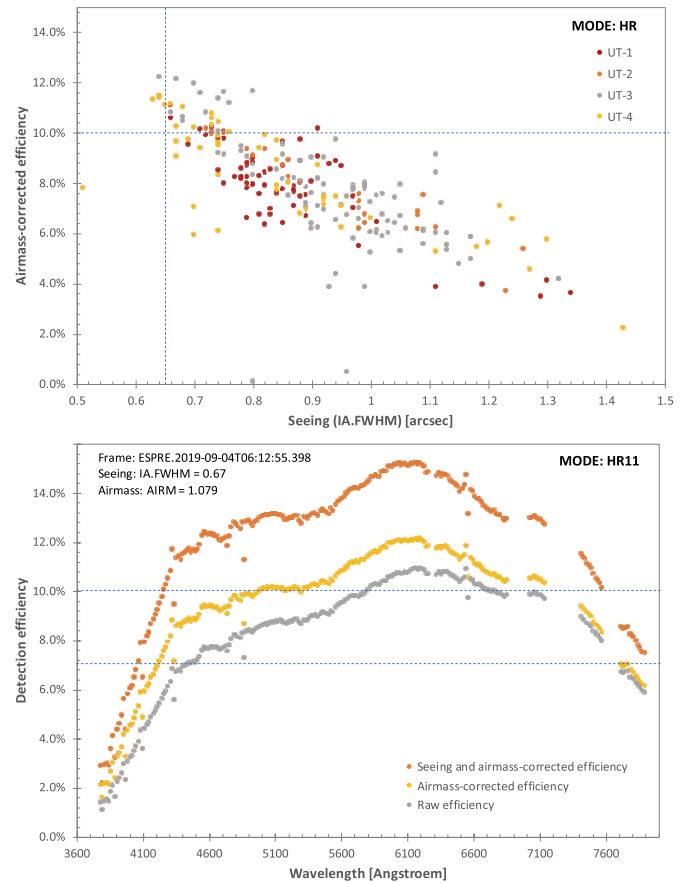 MODE: HR
UT-1
UT-2
UT-3
UT-4
Airmass-corrected efficiency
14.0%
12.0%
10.0%
8.0%
6.0%
4.0%
2.0%
0.0%
0.5 0.6 0.7 0.8 0.9 1 1.1 1.2 1.3 1.4 1.5
Seeing (IA.FWHM) [arcsec]
Frame: ESPRE.2019-09-04T06:12:55.398
Seeing: IA.FWHM = 0.67
Airmass: AIRM = 1.079
MODE: HR11
Detection efficiency
14.0%
12.0%
10.0%
8.0%
6.0%
4.0%
2.0%
0.0%
Seeing and airmass-corrected efficiency
Airmass-corrected efficiency
Raw efficiency
3600 4100 4600 5100 5600 6100 6600 7100 7600
Wavelength [Angstroem]